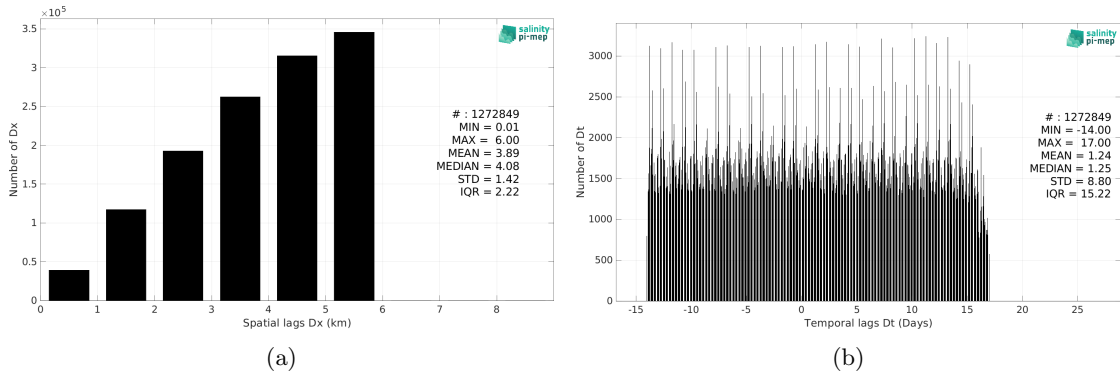 ×10^5
3.5
3
2.5
2
1.5
1
0.5
0
Number of Dx
0 1 2 3 4 5 6 7 8
Spatial lags Dx (km)
salinity
pi-mep
# : 1272849
MIN = 0.01
MAX = 6.00
MEAN = 3.89
MEDIAN = 4.08
STD = 1.42
IQR = 2.22
(a)
3000
2500
2000
1500
1000
500
0
Number of Dt
-15 -10 -5 0 5 10 15 20 25
Temporal lags Dt (Days)
salinity
pi-mep
# : 1272849
MIN = -14.00
MAX = 17.00
MEAN = 1.24
MEDIAN = 1.25
STD = 8.80
IQR = 15.22
(b)